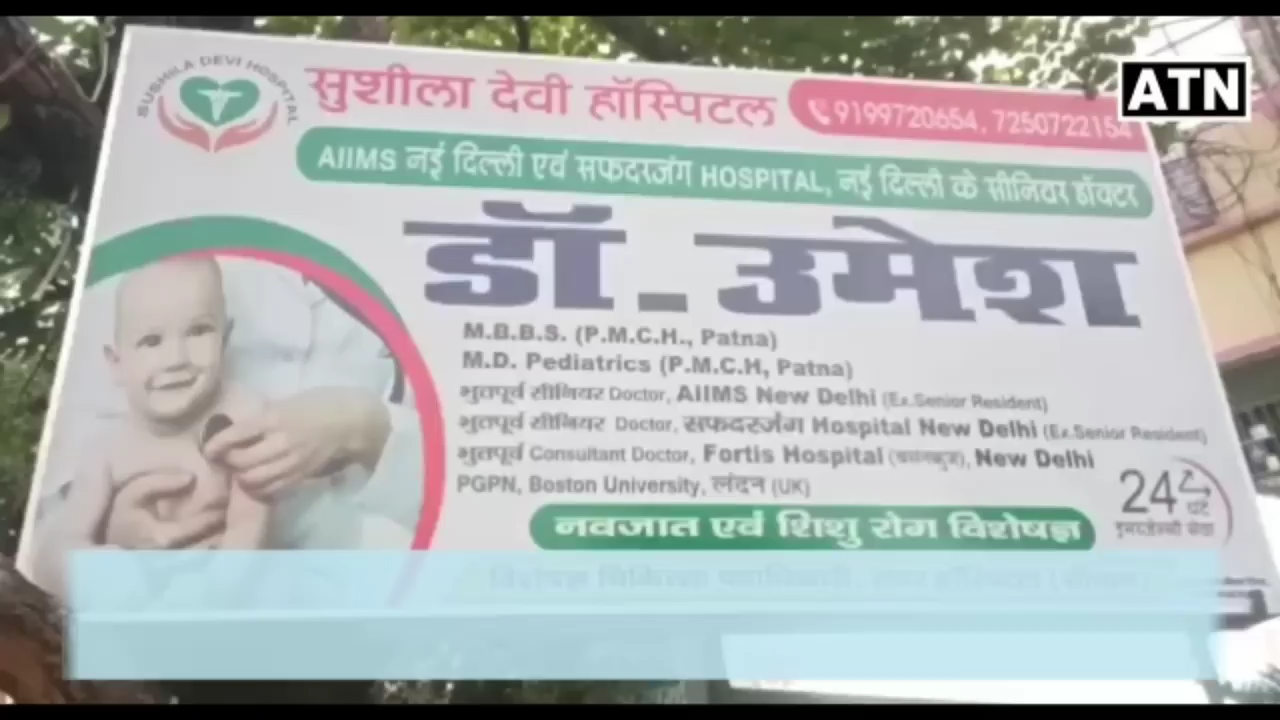 ATN
SUSHILA DEVI HOSPITAL
सुशीला देवी हॉस्पिटल
9199720654, 7250722154
AIIMS नई दिल्ली एवं सफदरजंग HOSPITAL, नई दिल्ली के सीनियर डॉक्टर
डॉ. उमेश
M.B.B.S. (P.M.C.H., Patna)
M.D. Pediatrics (P.M.C.H, Patna)
भुतपूर्व सीनियर Doctor, AIIMS New Delhi (Ex.Senior Resident)
भुतपूर्व सीनियर Doctor, सफदरजंग Hospital New Delhi (Ex.Senior Resident)
भुतपूर्व Consultant Doctor, Fortis Hospital New Delhi
PGPN, Boston University, लंदन (UK)
24 घंटे
इमरजेन्सी सेवा
नवजात एवं शिशु रोग विशेषज्ञ